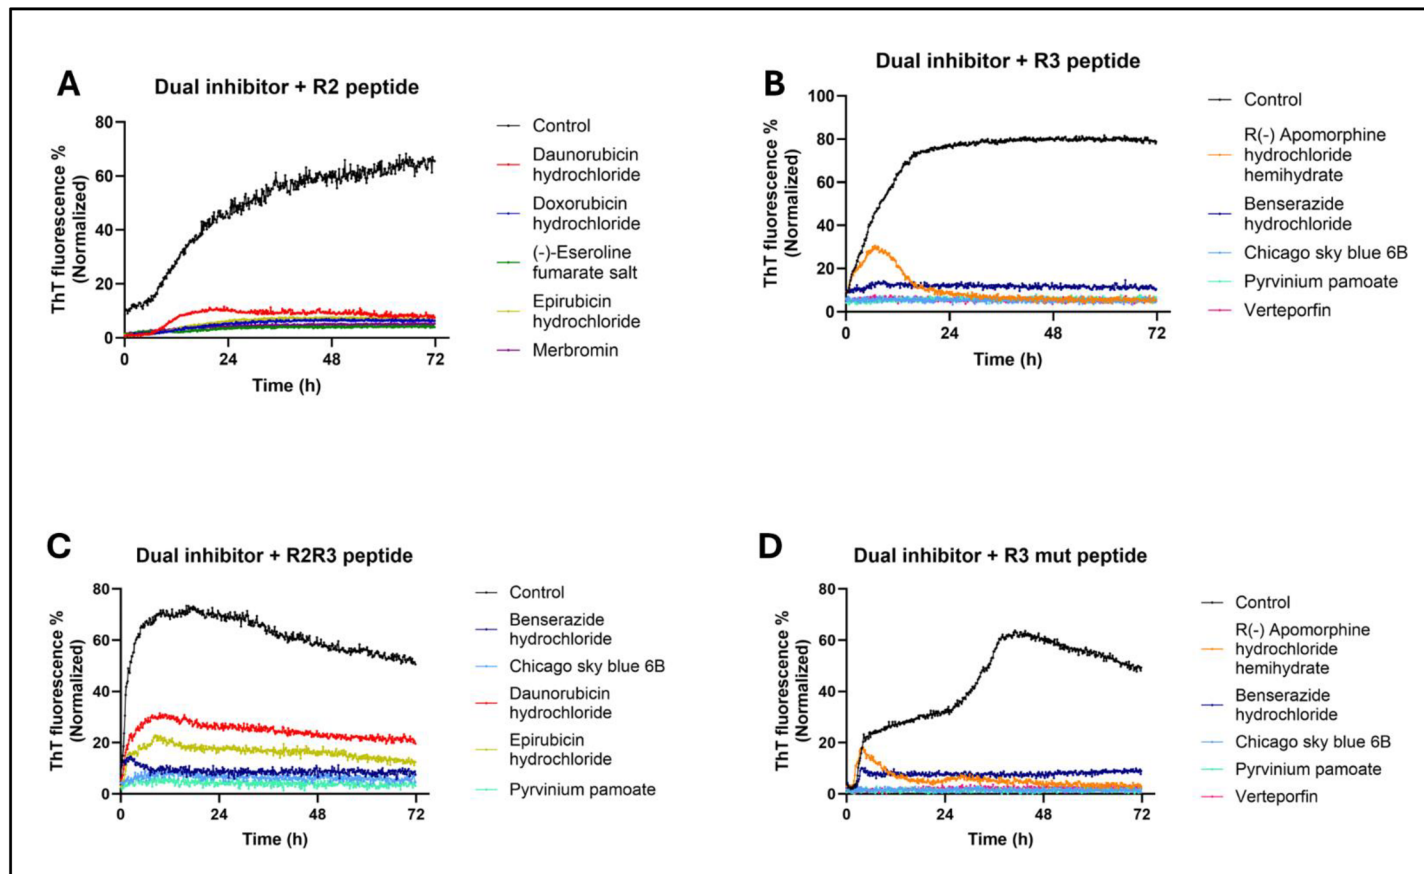 A
Dual inhibitor + R2 peptide
ThT fluorescence %
(Normalized)
80
60
40
20
0
0
24
48
72
Time (h)
Control
Daunorubicin
hydrochloride
Doxorubicin
hydrochloride
(-)-Eseroline
fumarate salt
Epirubicin
hydrochloride
Merbromin
B
Dual inhibitor + R3 peptide
ThT fluorescence %
(Normalized)
100
80
60
40
20
0
0
24
48
72
Time (h)
Control
R(-) Apomorphine
hydrochloride
hemihydrate
Benserazide
hydrochloride
Chicago sky blue 6B
Pyrvinium pamoate
Verteporfin
C
Dual inhibitor + R2R3 peptide
ThT fluorescence %
(Normalized)
80
60
40
20
0
0
24
48
72
Time (h)
Control
Benserazide
hydrochloride
Chicago sky blue 6B
Daunorubicin
hydrochloride
Epirubicin
hydrochloride
Pyrvinium pamoate
D
Dual inhibitor + R3 mut peptide
ThT fluorescence %
(Normalized)
80
60
40
20
0
0
24
48
72
Time (h)
Control
R(-) Apomorphine
hydrochloride
hemihydrate
Benserazide
hydrochloride
Chicago sky blue 6B
Pyrvinium pamoate
Verteporfin